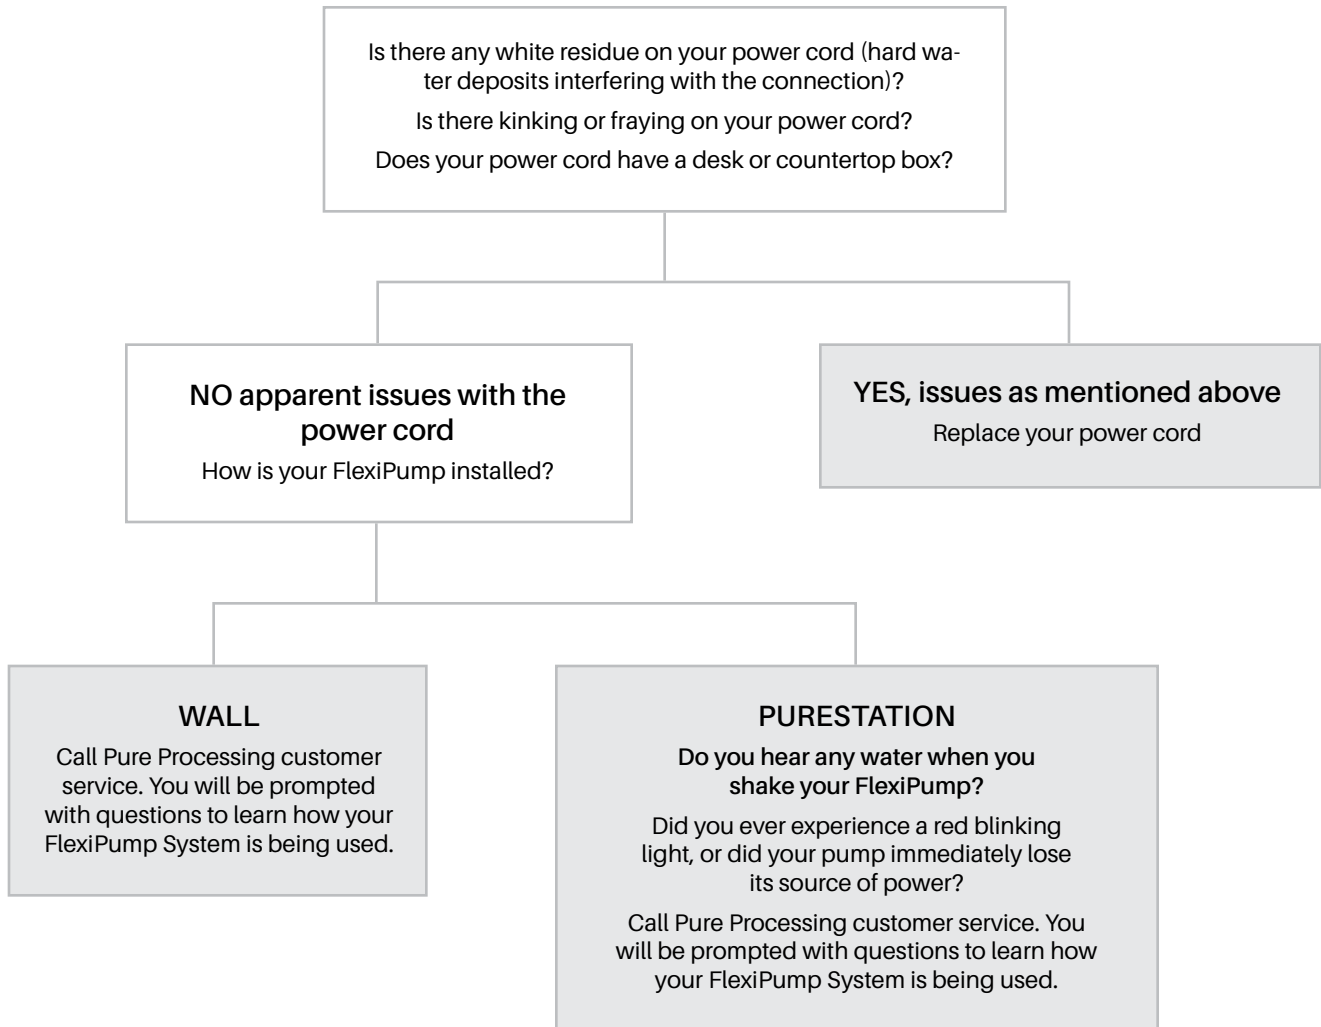 Is there any white residue on your power cord (hard wa-
ter deposits interfering with the connection)?
Is there kinking or fraying on your power cord?
Does your power cord have a desk or countertop box?
NO apparent issues with the
power cord
How is your FlexiPump installed?
YES, issues as mentioned above
Replace your power cord
WALL
Call Pure Processing customer
service. You will be prompted
with questions to learn how your
FlexiPump System is being used.
PURESTATION
Do you hear any water when you
shake your FlexiPump?
Did you ever experience a red blinking
light, or did your pump immediately lose
its source of power?
Call Pure Processing customer service. You
will be prompted with questions to learn how
your FlexiPump System is being used.